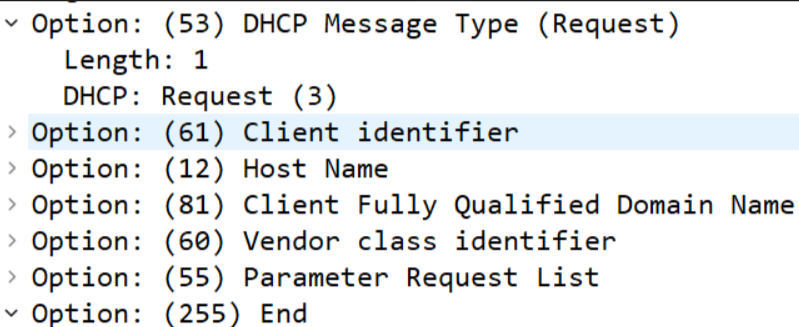 Option: (53) DHCP Message Type (Request)
Length: 1
DHCP: Request (3)
Option: (61) Client identifier
Option: (12) Host Name
Option: (81) Client Fully Qualified Domain Name
Option: (60) Vendor class identifier
Option: (55) Parameter Request List
Option: (255) End